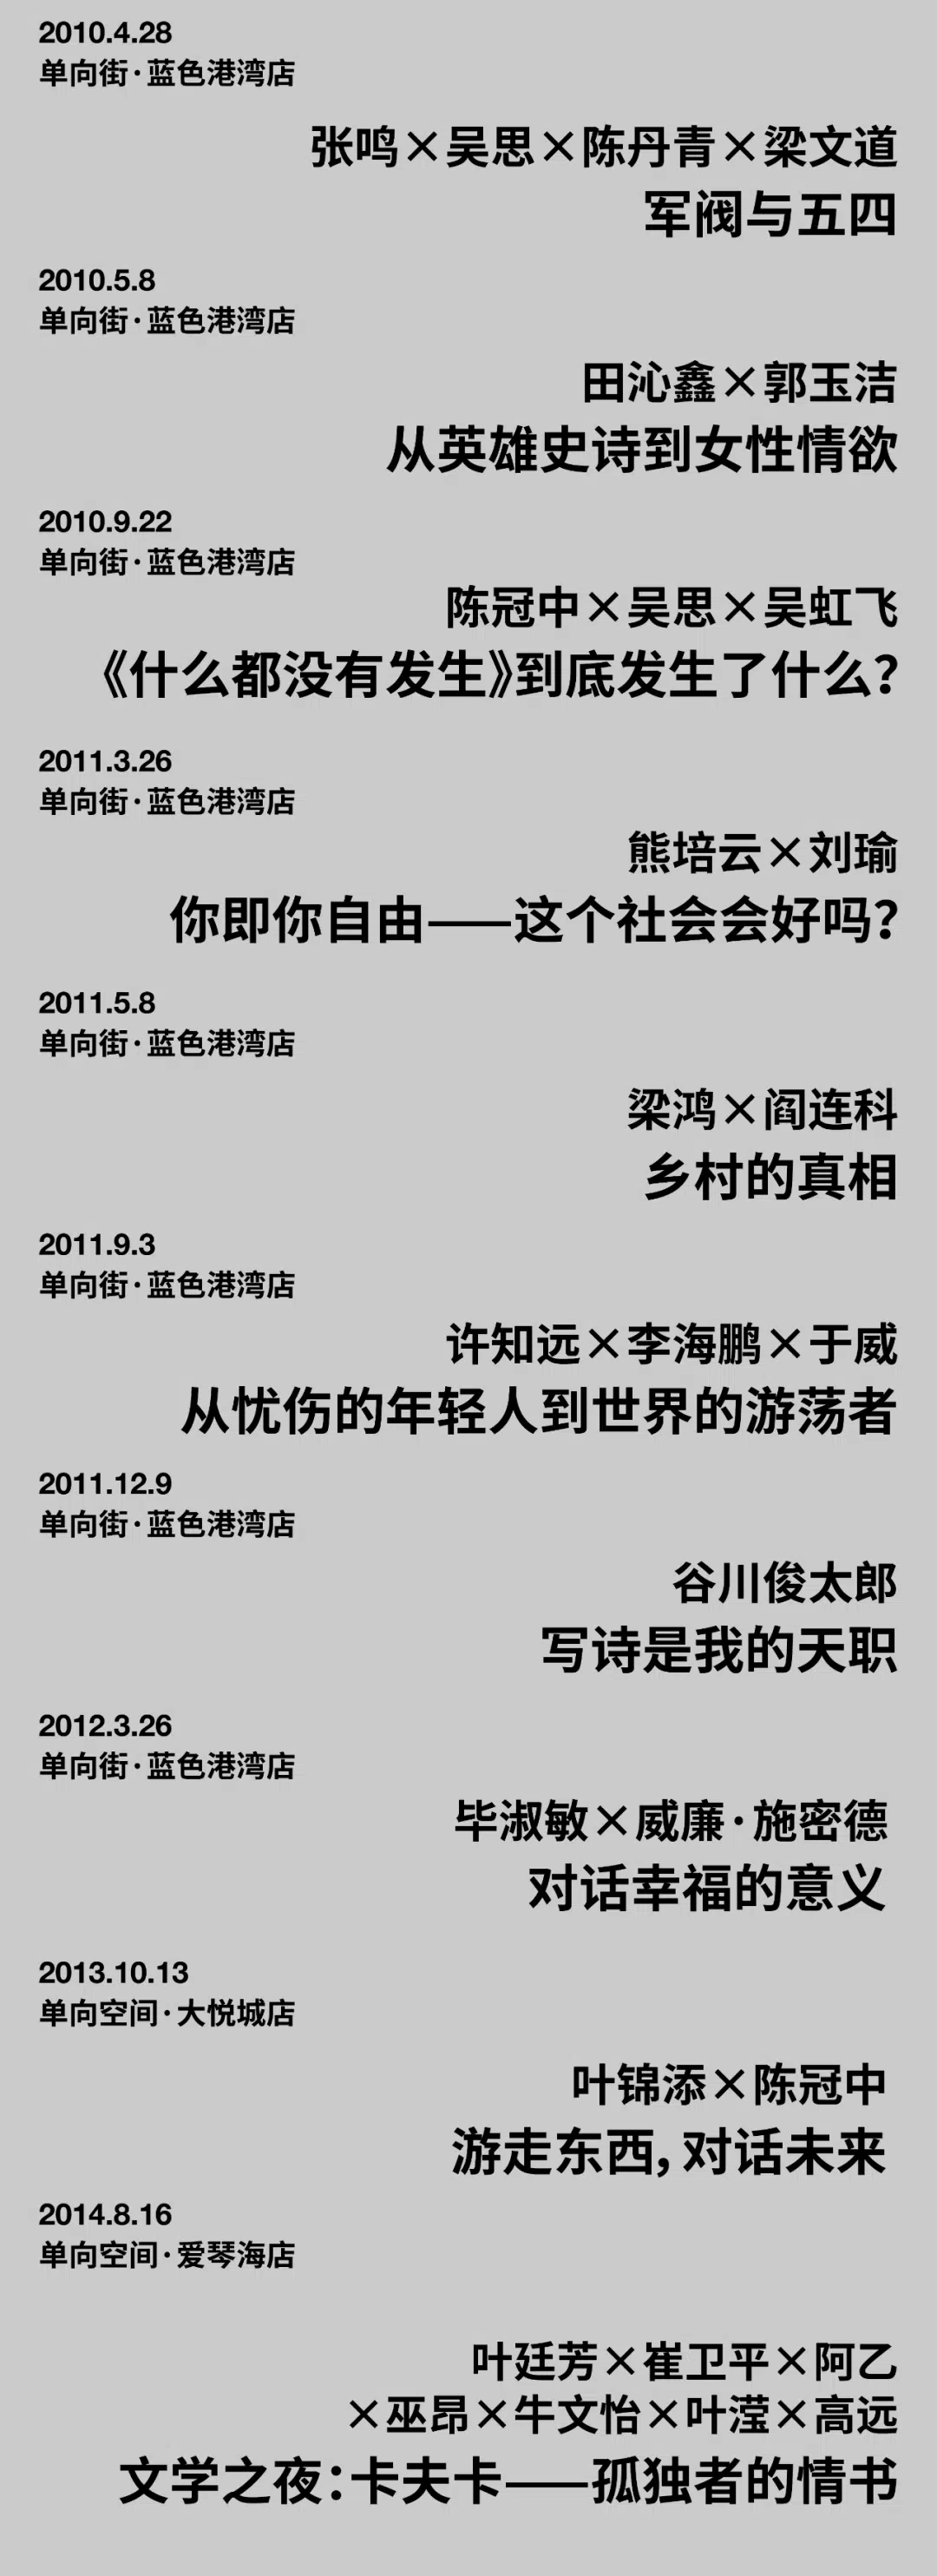 2010.4.28
单向街·蓝色港湾店
张鸣×吴思×陈丹青×梁文道
军阀与五四
2010.5.8
单向街·蓝色港湾店
田沁鑫×郭玉洁
从英雄史诗到女性情欲
2010.9.22
单向街·蓝色港湾店
陈冠中×吴思×吴虹飞
《什么都没有发生》到底发生了什么？
2011.3.26
单向街·蓝色港湾店
熊培云×刘瑜
你即你自由——这个社会会好吗？
2011.5.8
单向街·蓝色港湾店
梁鸿×阎连科
乡村的真相
2011.9.3
单向街·蓝色港湾店
许知远×李海鹏×于威
从忧伤的年轻人到世界的游荡者
2011.12.9
单向街·蓝色港湾店
谷川俊太郎
写诗是我的天职
2012.3.26
单向街·蓝色港湾店
毕淑敏×威廉·施密德
对话幸福的意义
2013.10.13
单向空间·大悦城店
叶锦添×陈冠中
游走东西，对话未来
2014.8.16
单向空间·爱琴海店
叶廷芳×崔卫平×阿乙
×巫昂×牛文怡×叶滢×高远
文学之夜：卡夫卡——孤独者的情书